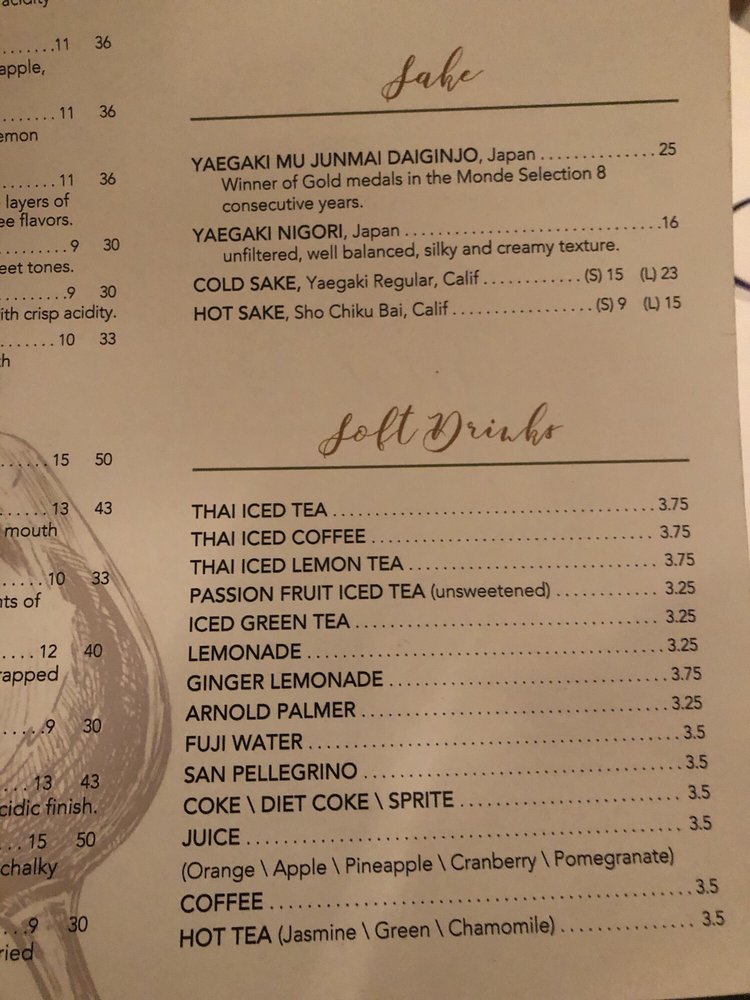 acidity
.......11 36
apple,
.......11 36
emon
.......11 36
layers of
ee flavors.
.........9 30
eet tones.
.........9 30
ith crisp acidity.
.......10 33
h
.......15 50
.......13 43
mouth
.......10 33
ts of
....12 40
rapped
......9 30
....13 43
cidic finish.
...15 50
chalky
...9 30
ried
Sake
YAEGAKI MU JUNMAI DAIGINJO, Japan .............. 25
Winner of Gold medals in the Monde Selection 8
consecutive years.
YAEGAKI NIGORI, Japan .................................16
unfiltered, well balanced, silky and creamy texture.
COLD SAKE, Yaegaki Regular, Calif ............ (S) 15 (L) 23
HOT SAKE, Sho Chiku Bai, Calif ................. (S) 9 (L) 15
Soft Drinks
THAI ICED TEA ........................................ 3.75
THAI ICED COFFEE ................................... 3.75
THAI ICED LEMON TEA .............................. 3.75
PASSION FRUIT ICED TEA (unsweetened) ............ 3.25
ICED GREEN TEA ..................................... 3.25
LEMONADE ........................................... 3.25
GINGER LEMONADE ................................. 3.75
ARNOLD PALMER .................................... 3.25
FUJI WATER ........................................... 3.5
SAN PELLEGRINO ..................................... 3.5
COKE \ DIET COKE \ SPRITE .......................... 3.5
JUICE .................................................. 3.5
(Orange \ Apple \ Pineapple \ Cranberry \ Pomegranate)
COFFEE ................................................ 3.5
HOT TEA (Jasmine \ Green \ Chamomile) ............... 3.5